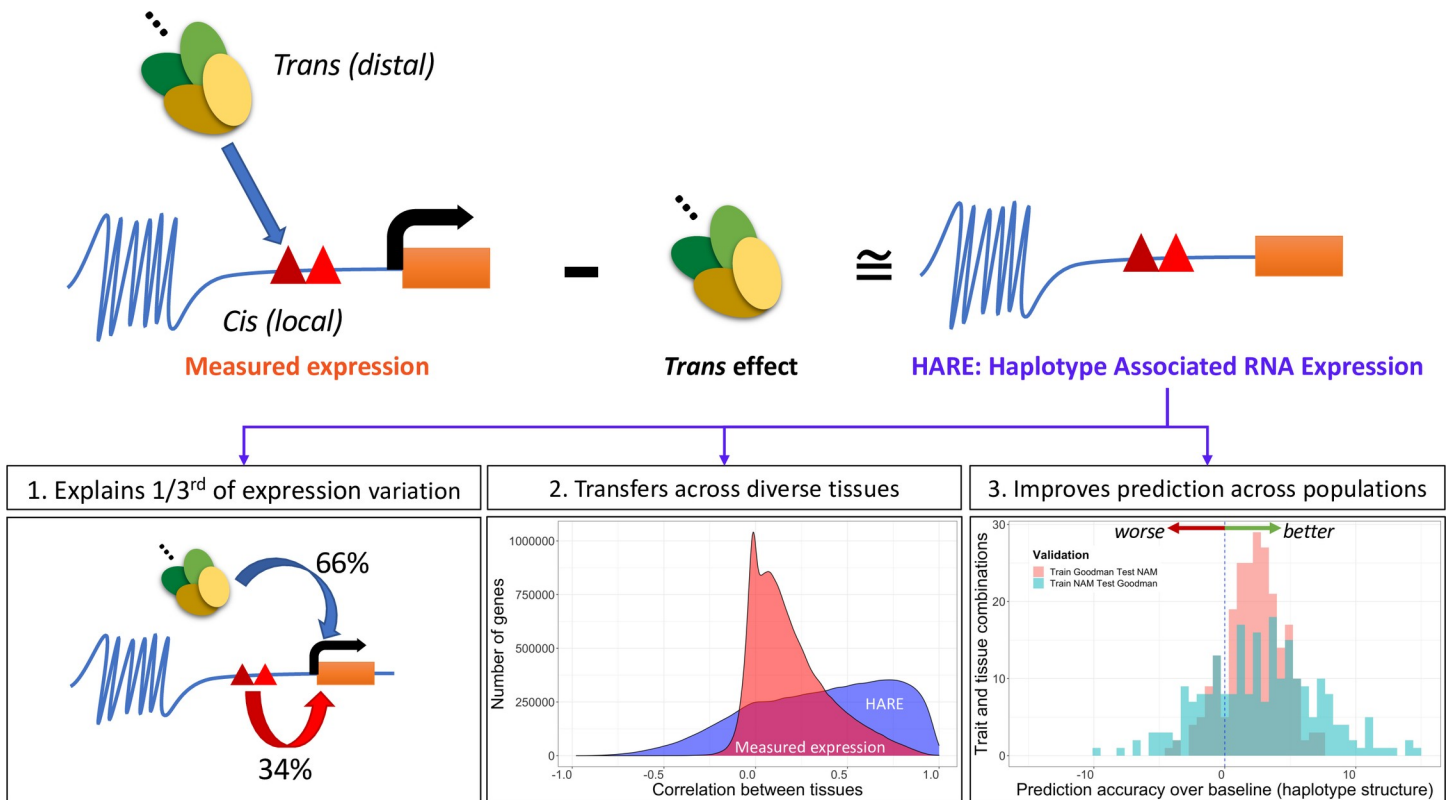 Trans (distal)
Cis (local)
Measured expression
–
Trans effect
≅
HARE: Haplotype Associated RNA Expression
1. Explains 1/3rd of expression variation
66%
34%
2. Transfers across diverse tissues
Number of genes
1000000
750000
500000
250000
0
HARE
Measured expression
-1.0 -0.5 0.0 0.5 1.0
Correlation between tissues
3. Improves prediction across populations
worse better
Validation
Train Goodman Test NAM
Train NAM Test Goodman
Trait and tissue combinations
30
20
10
0
-10 0 10
Prediction accuracy over baseline (haplotype structure)